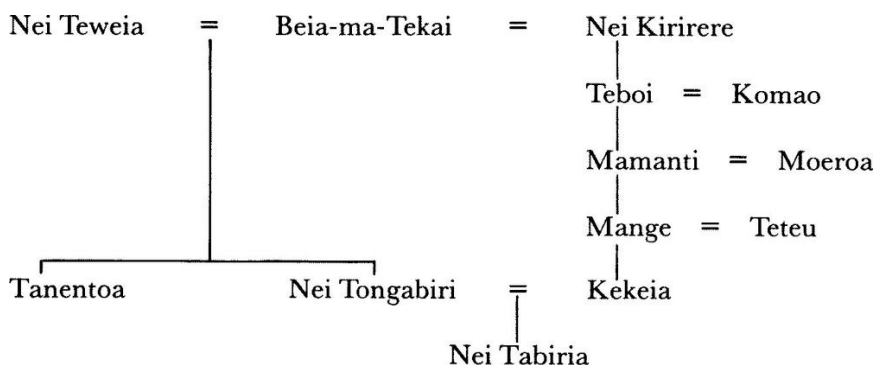 Nei Teweia = Beia-ma-Tekai = Nei Kirirere
Teboi = Komao
Mamanti = Moeroa
Mange = Teteu
Tanentoa Nei Tongabiri = Kekeia
Nei Tabiria